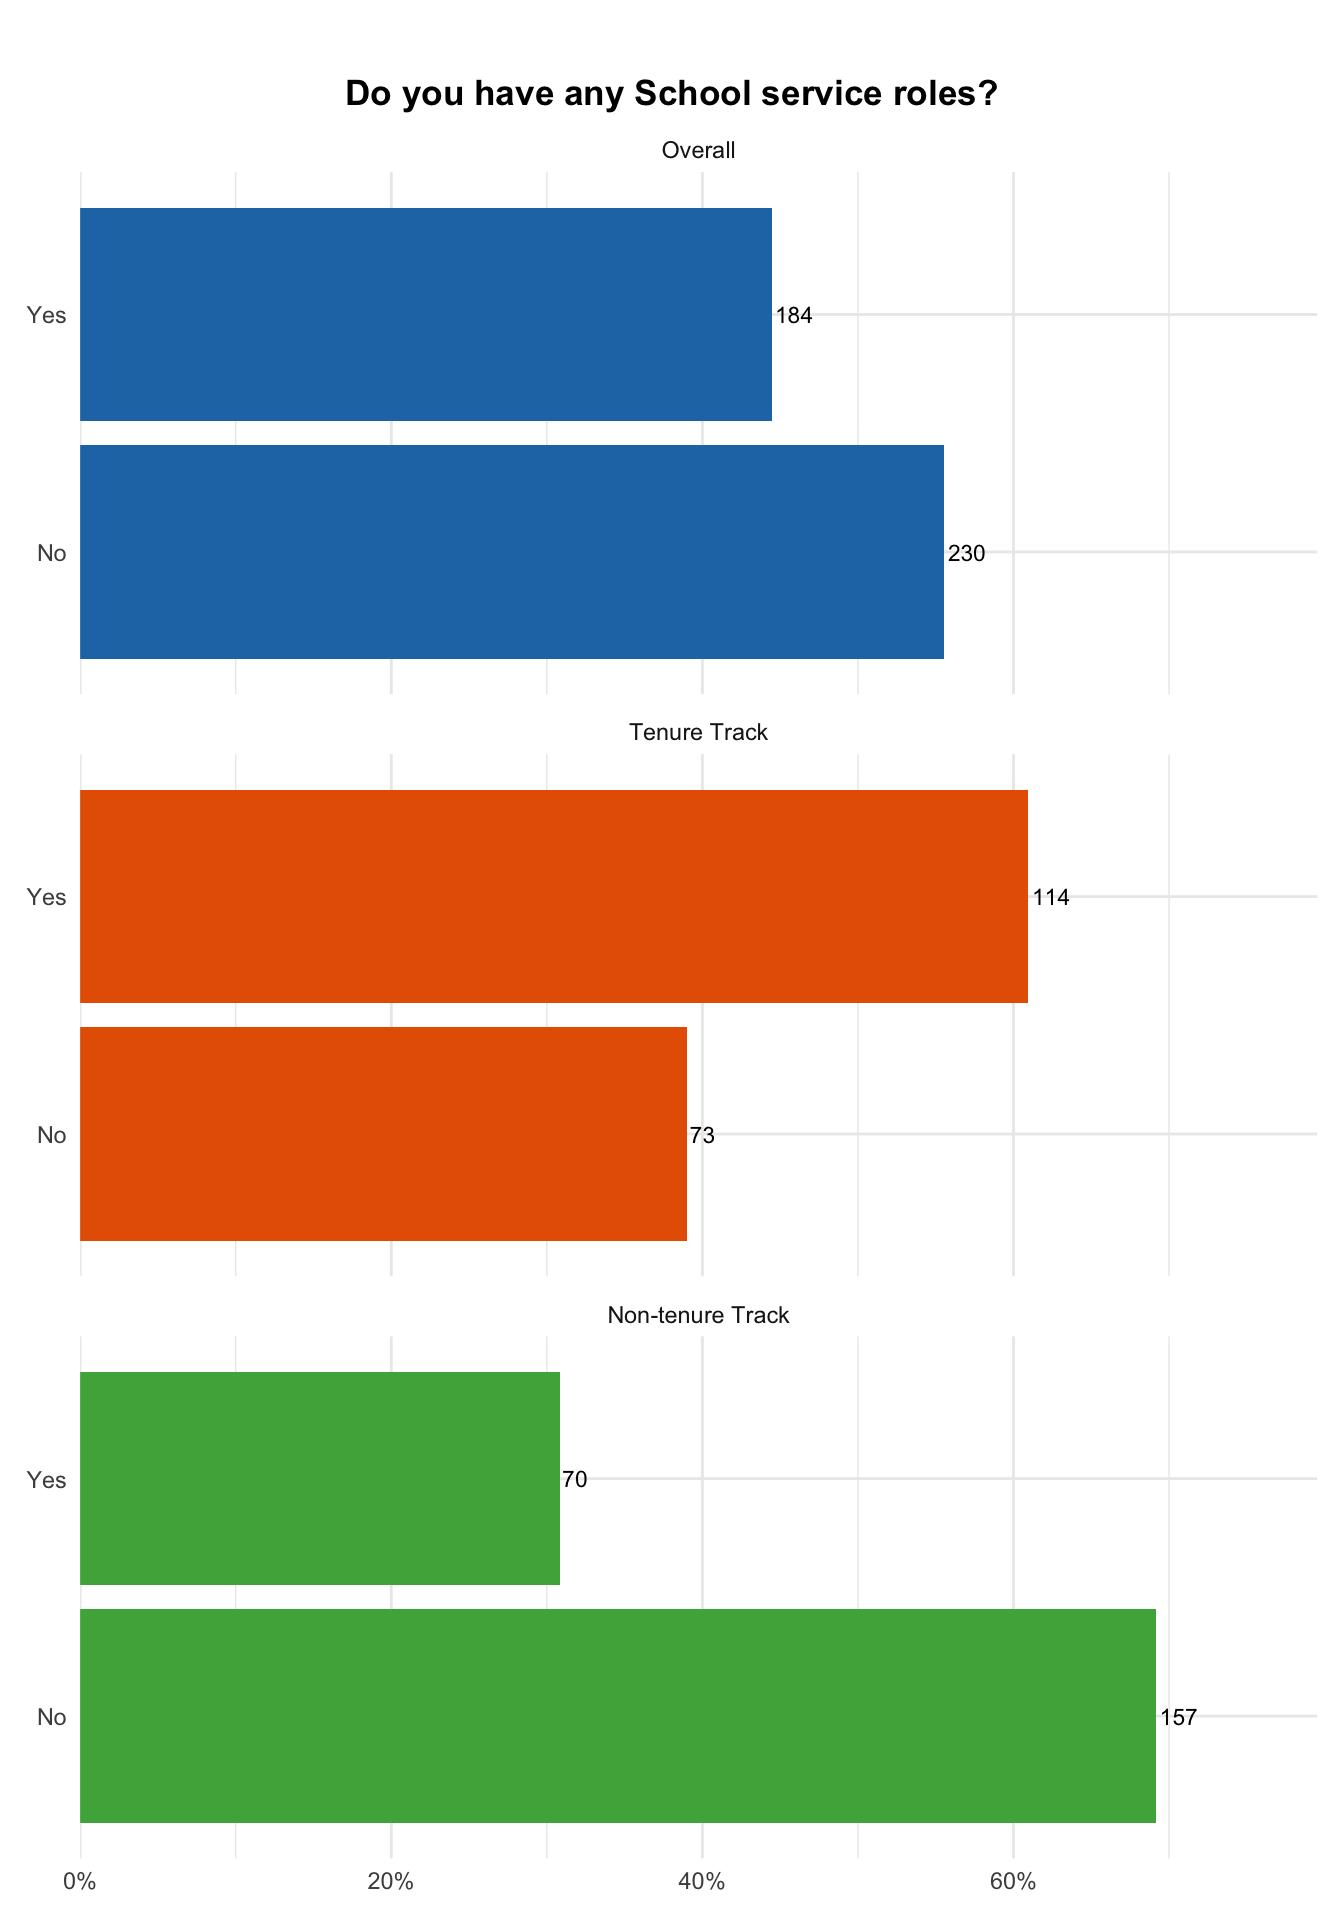 Do you have any School service roles?
Overall
Yes
184
No
230
Tenure Track
Yes
114
No
73
Non-tenure Track
Yes
70
No
157
0% 20% 40% 60%